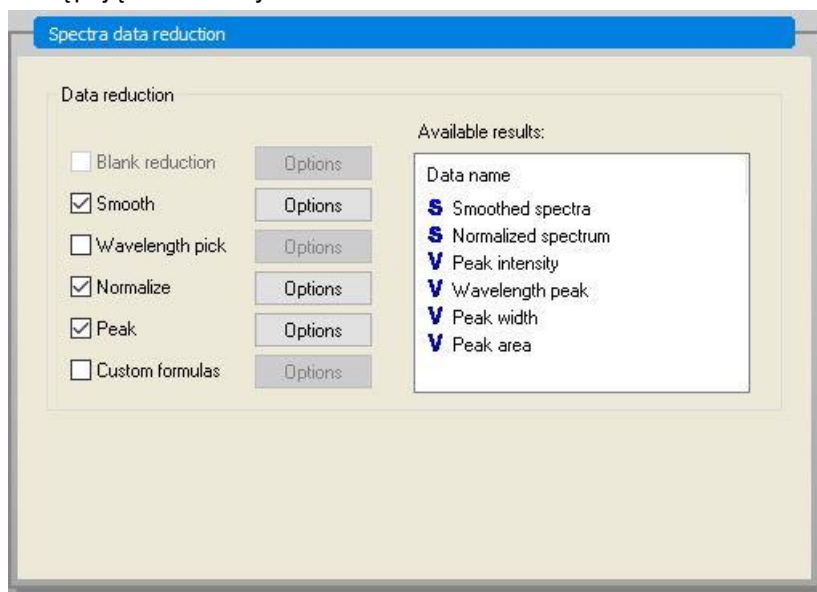 Spectra data reduction
Data reduction
Available results:
Blank reduction Options
Smooth Options
Wavelength pick Options
Normalize Options
Peak Options
Custom formulas Options
Data name
S Smoothed spectra
S Normalized spectrum
V Peak intensity
V Wavelength peak
V Peak width
V Peak area